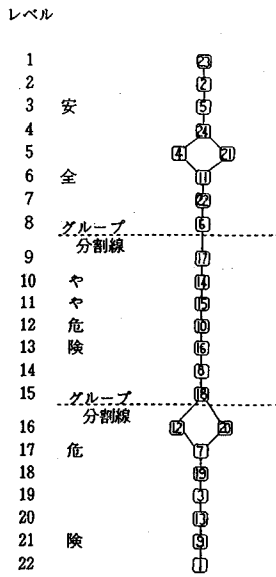 レベル
1 23
2 2
3 安 5
4 24
5 4 21
6 全 11
7 22
8 グループ 6
分割線
9 17
10 や 14
11 や 15
12 危 10
13 険 16
14 8
15 グループ 18
分割線
16 12 20
17 危 7
18 19
19 3
20 13
21 険 9
22 1